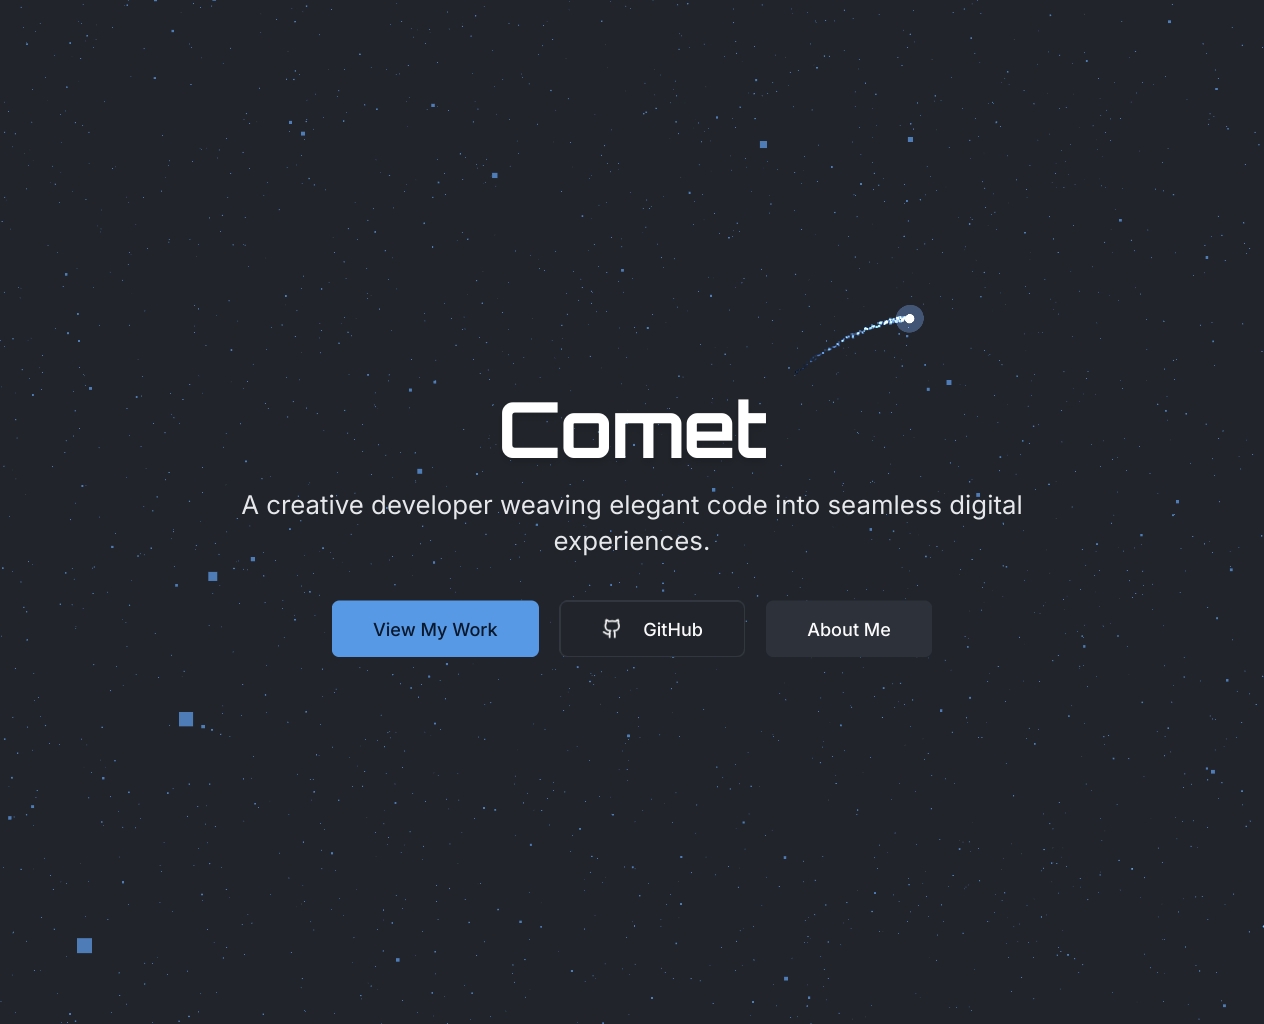 Comet
A creative developer weaving elegant code into seamless digital
experiences.
View My Work
GitHub
About Me